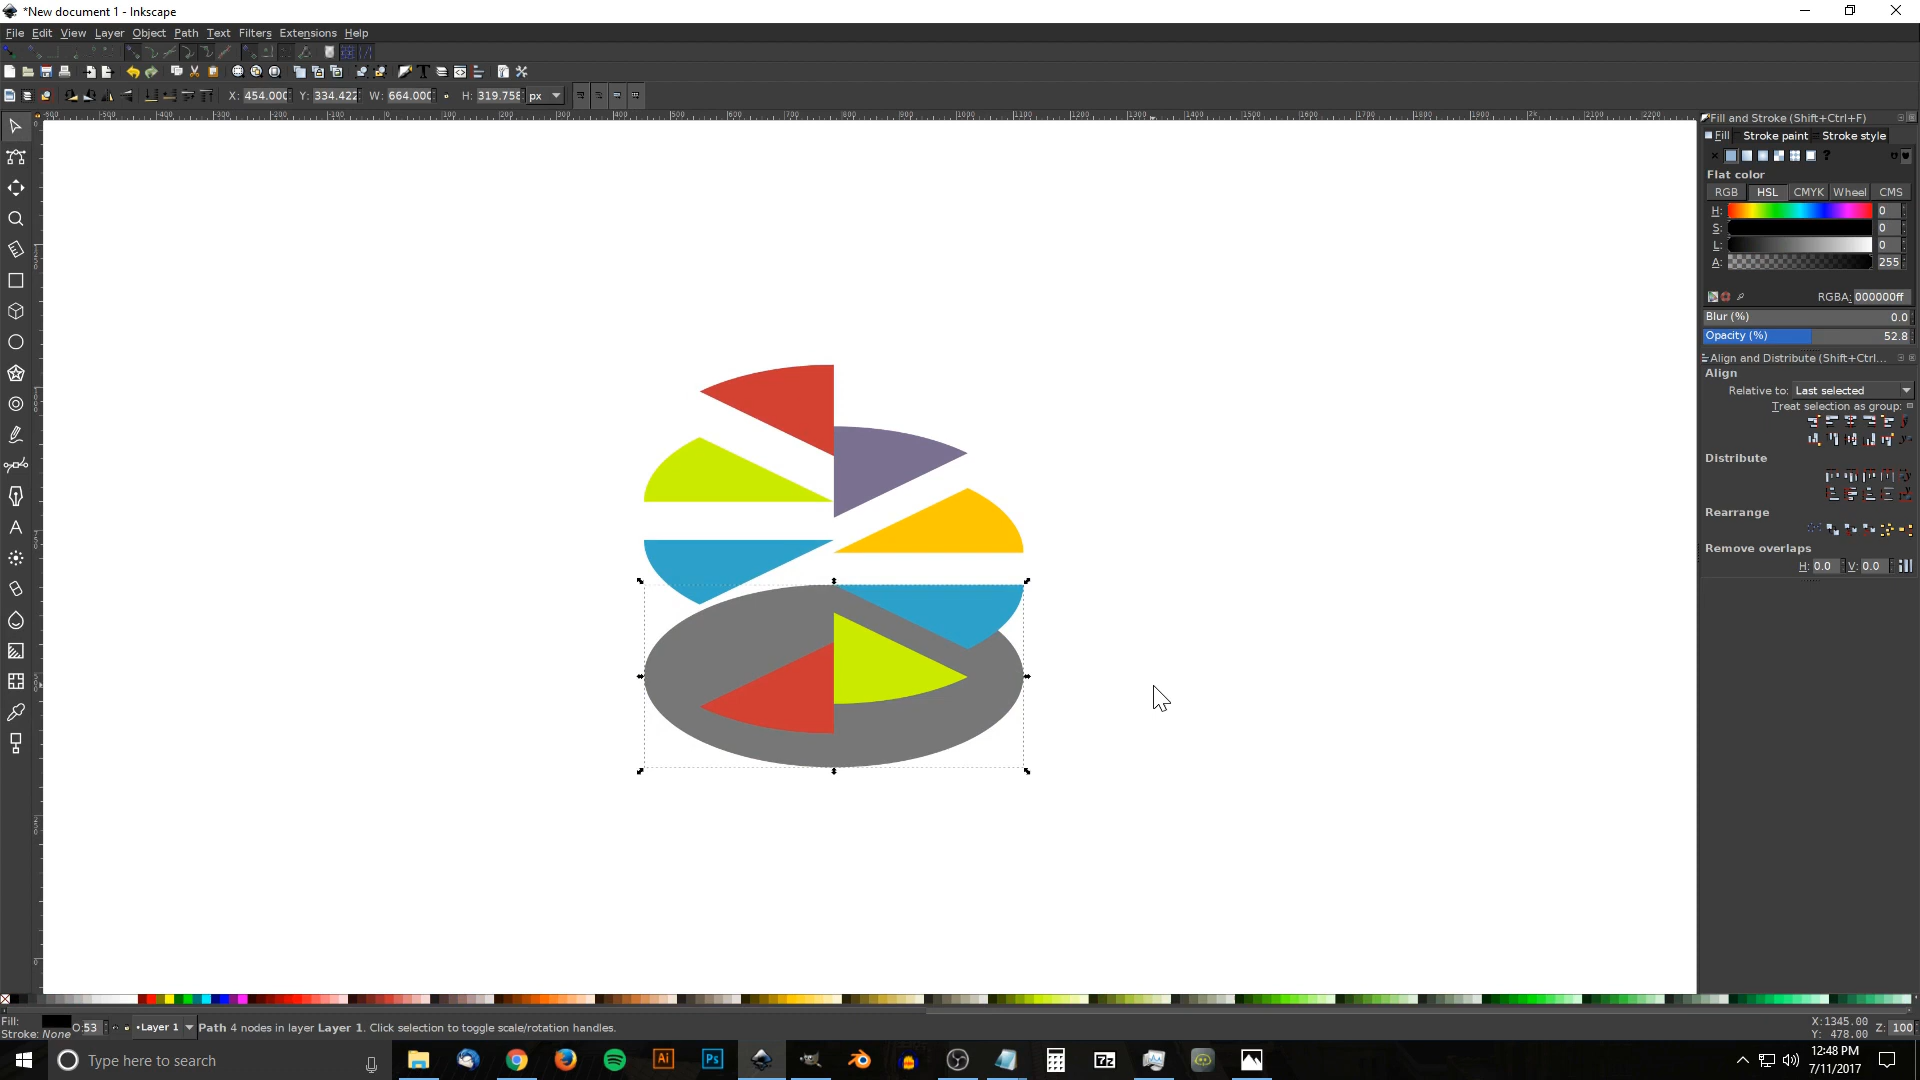 *New document 1 - Inkscape
File Edit View Layer Object Path Text Filters Extensions Help
X: 454.000 Y: 334.422 W: 664.000 H: 319.758 px
Fill and Stroke (Shift+Ctrl+F)
Fill Stroke paint Stroke style
Flat color
RGB HSL CMYK Wheel CMS
H: 0
S: 0
L: 0
A: 255
RGBA: 000000ff
Blur (%) 0.0
Opacity (%) 52.8
Align and Distribute (Shift+Ctrl...
Align
Relative to: Last selected
Treat selection as group:
Distribute
Rearrange
Remove overlaps
H: 0.0 V: 0.0
Fill: O:53 •Layer 1 Path 4 nodes in layer Layer 1. Click selection to toggle scale/rotation handles. X:1345.00
Stroke: None Y: 478.00 Z: 100
Type here to search
Ai Ps 7z
12:48 PM
7/11/2017